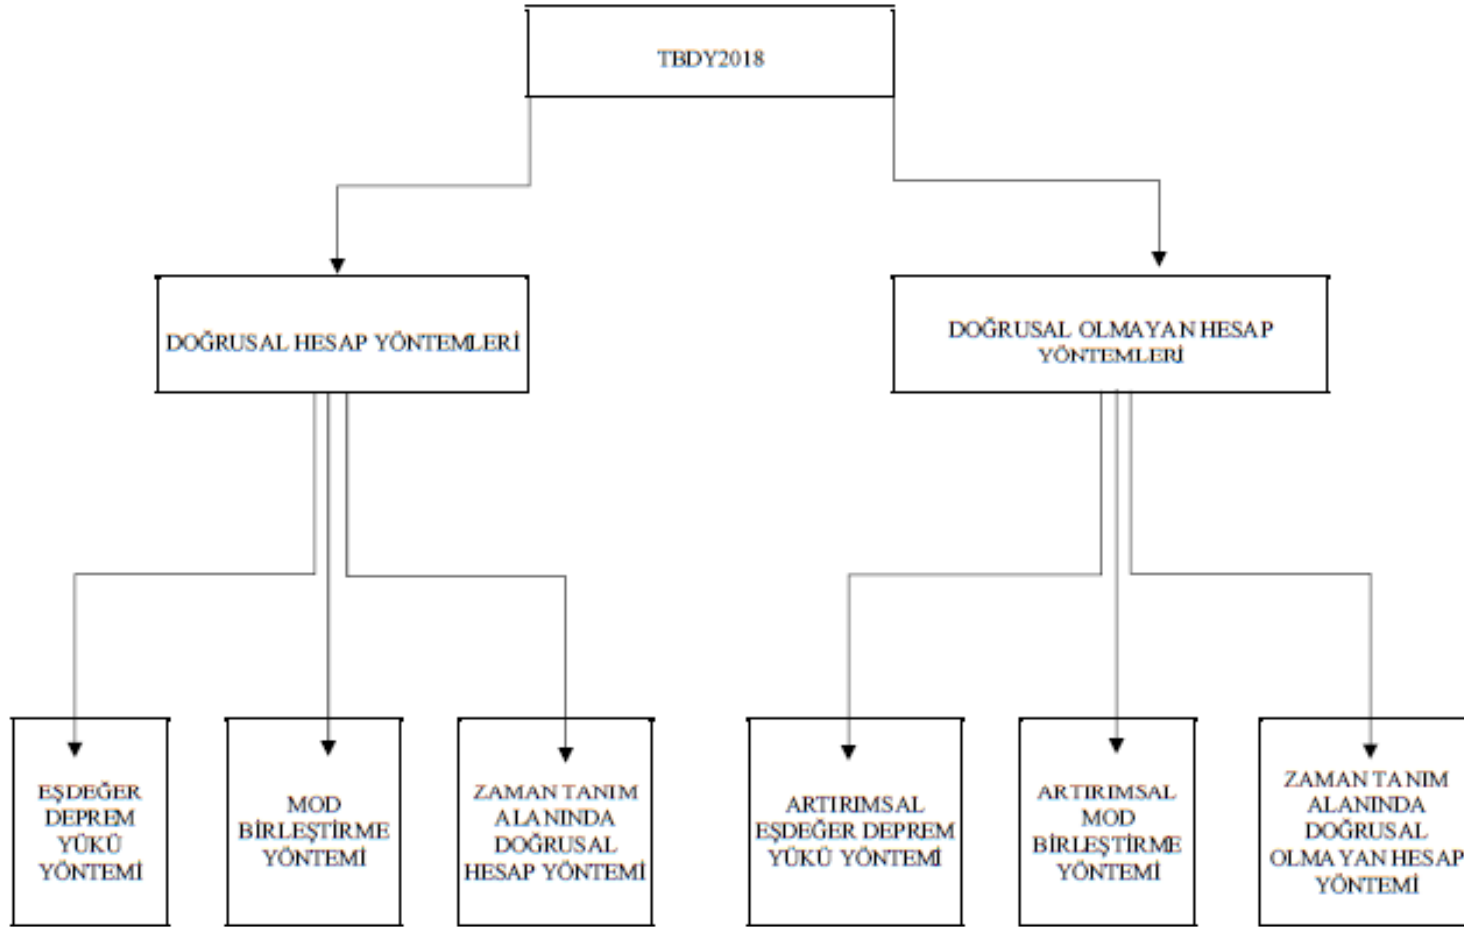 TBDY2018
DOĞRUSAL HESAP YÖNTEMLERİ
DOĞRUSAL OLMAYAN HESAP
YÖNTEMLERİ
EŞDEĞER
DEPREM
YÜKÜ
YÖNTEMİ
MOD
BİRLEŞTİRME
YÖNTEMİ
ZAMAN TANIM
ALANINDA
DOĞRUSAL
HESAP YÖNTEMİ
ARTIRIMSAL
EŞDEĞER DEPREM
YÜKÜ YÖNTEMİ
ARTIRIMSAL
MOD
BİRLEŞTİRME
YÖNTEMİ
ZAMAN TANIM
ALANINDA
DOĞRUSAL
OLMAYAN HESAP
YÖNTEMİ